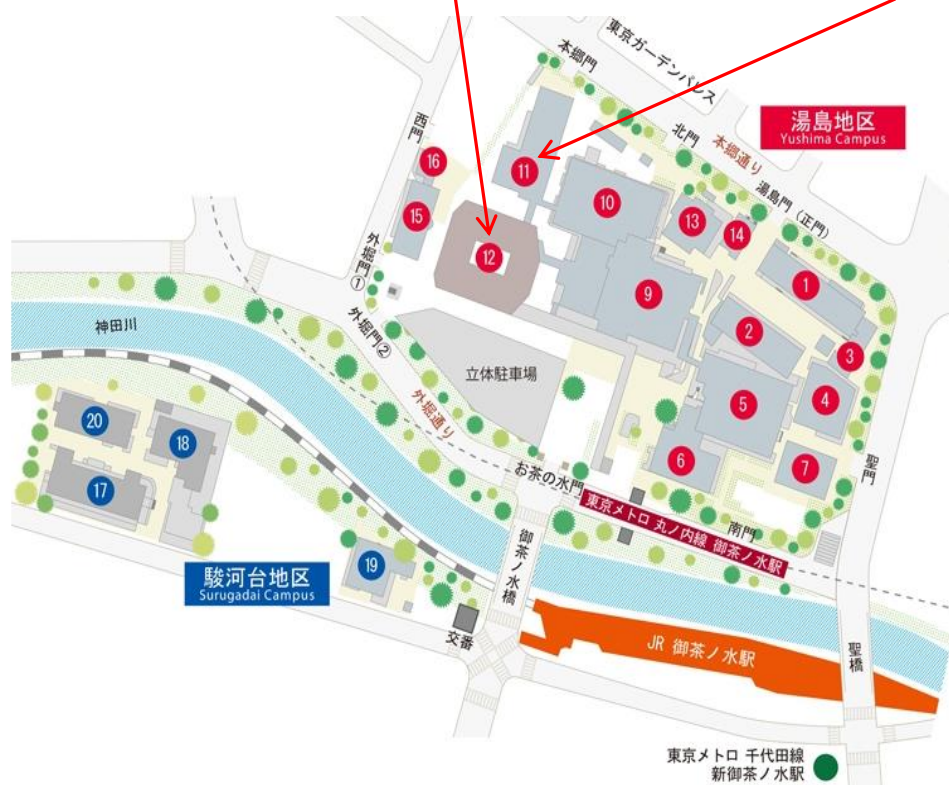 東京ガーデンパレス
本郷門
湯島地区
Yushima Campus
北門
本郷通り
西門
湯島門(正門)
16
11
10
13
15
14
12
1
外堀門①
9
2
3
神田川
外堀門②
立体駐車場
4
5
外堀通り
20
18
6
7
聖門
17
お茶の水門
東京メトロ 丸ノ内線 御茶ノ水駅
南門
御茶ノ水橋
19
駿河台地区
Surugadai Campus
交番
JR 御茶ノ水駅
聖橋
東京メトロ 千代田線
新御茶ノ水駅